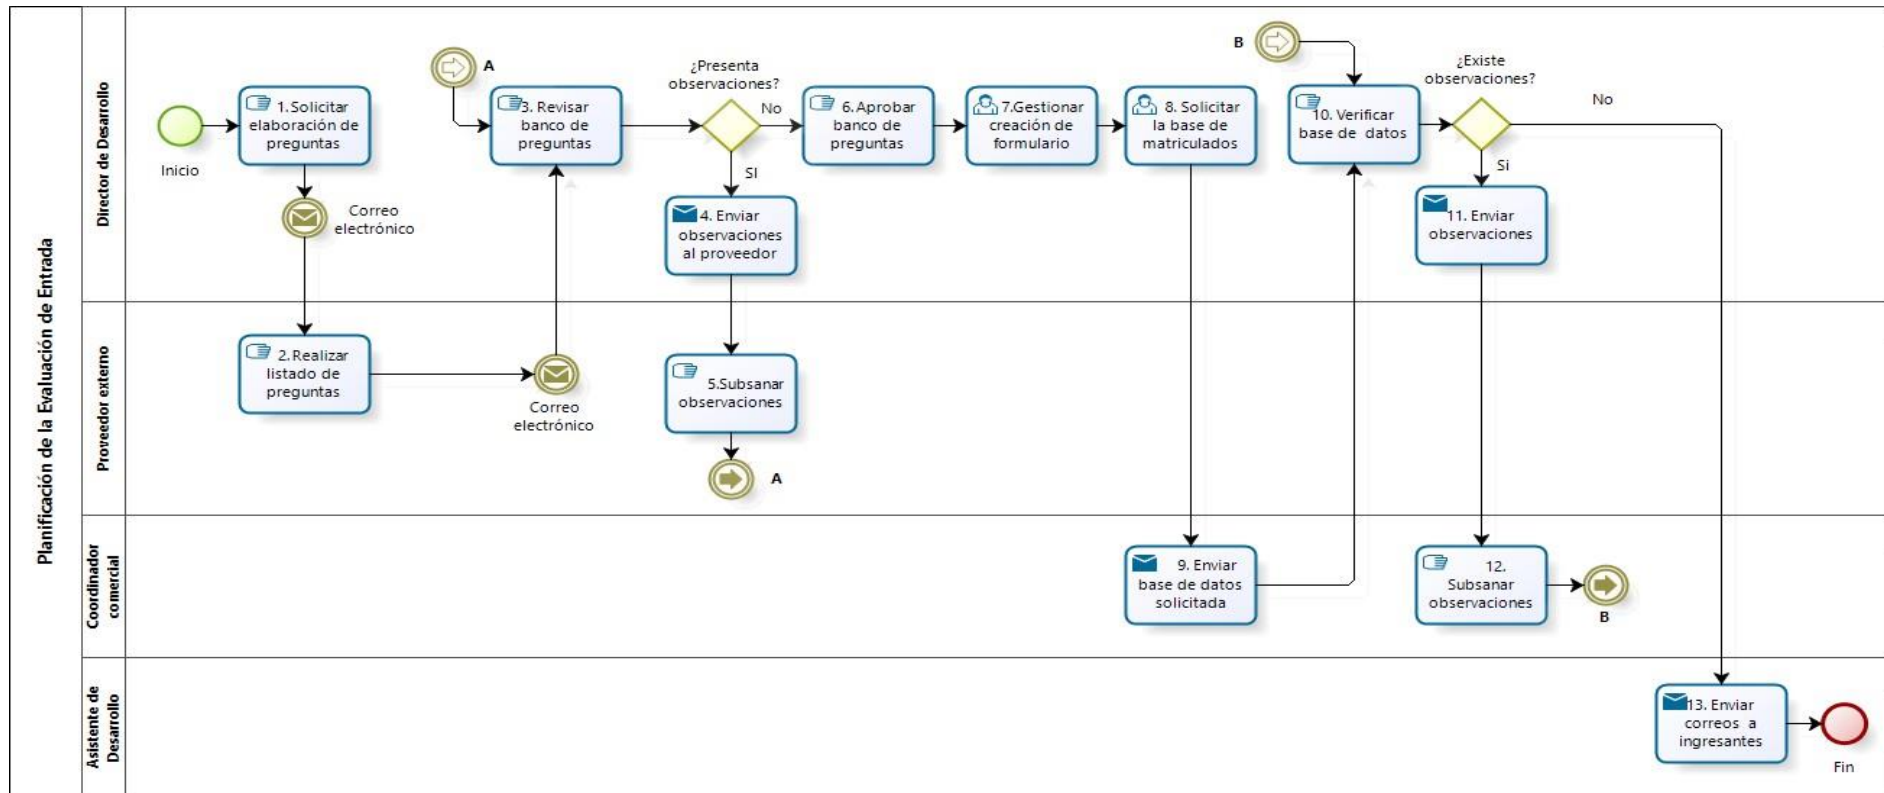 Planificación de la Evaluación de Entrada
Director de Desarrollo
Inicio
1.Solicitar
elaboración de
preguntas
Correo
electrónico
A
3. Revisar
banco de
preguntas
¿Presenta
observaciones?
No
SI
4. Enviar
observaciones
al proveedor
6. Aprobar
banco de
preguntas
7.Gestionar
creación de
formulario
8. Solicitar
la base de
matriculados
B
10. Verificar
base de datos
¿Existe
observaciones?
No
Si
11. Enviar
observaciones
Proveedor externo
2.Realizar
listado de
preguntas
Correo
electrónico
5.Subsanar
observaciones
A
Coordinador
comercial
9. Enviar
base de datos
solicitada
12.
Subsanar
observaciones
B
Asistente de
Desarrollo
13. Enviar
correos a
ingresantes
Fin